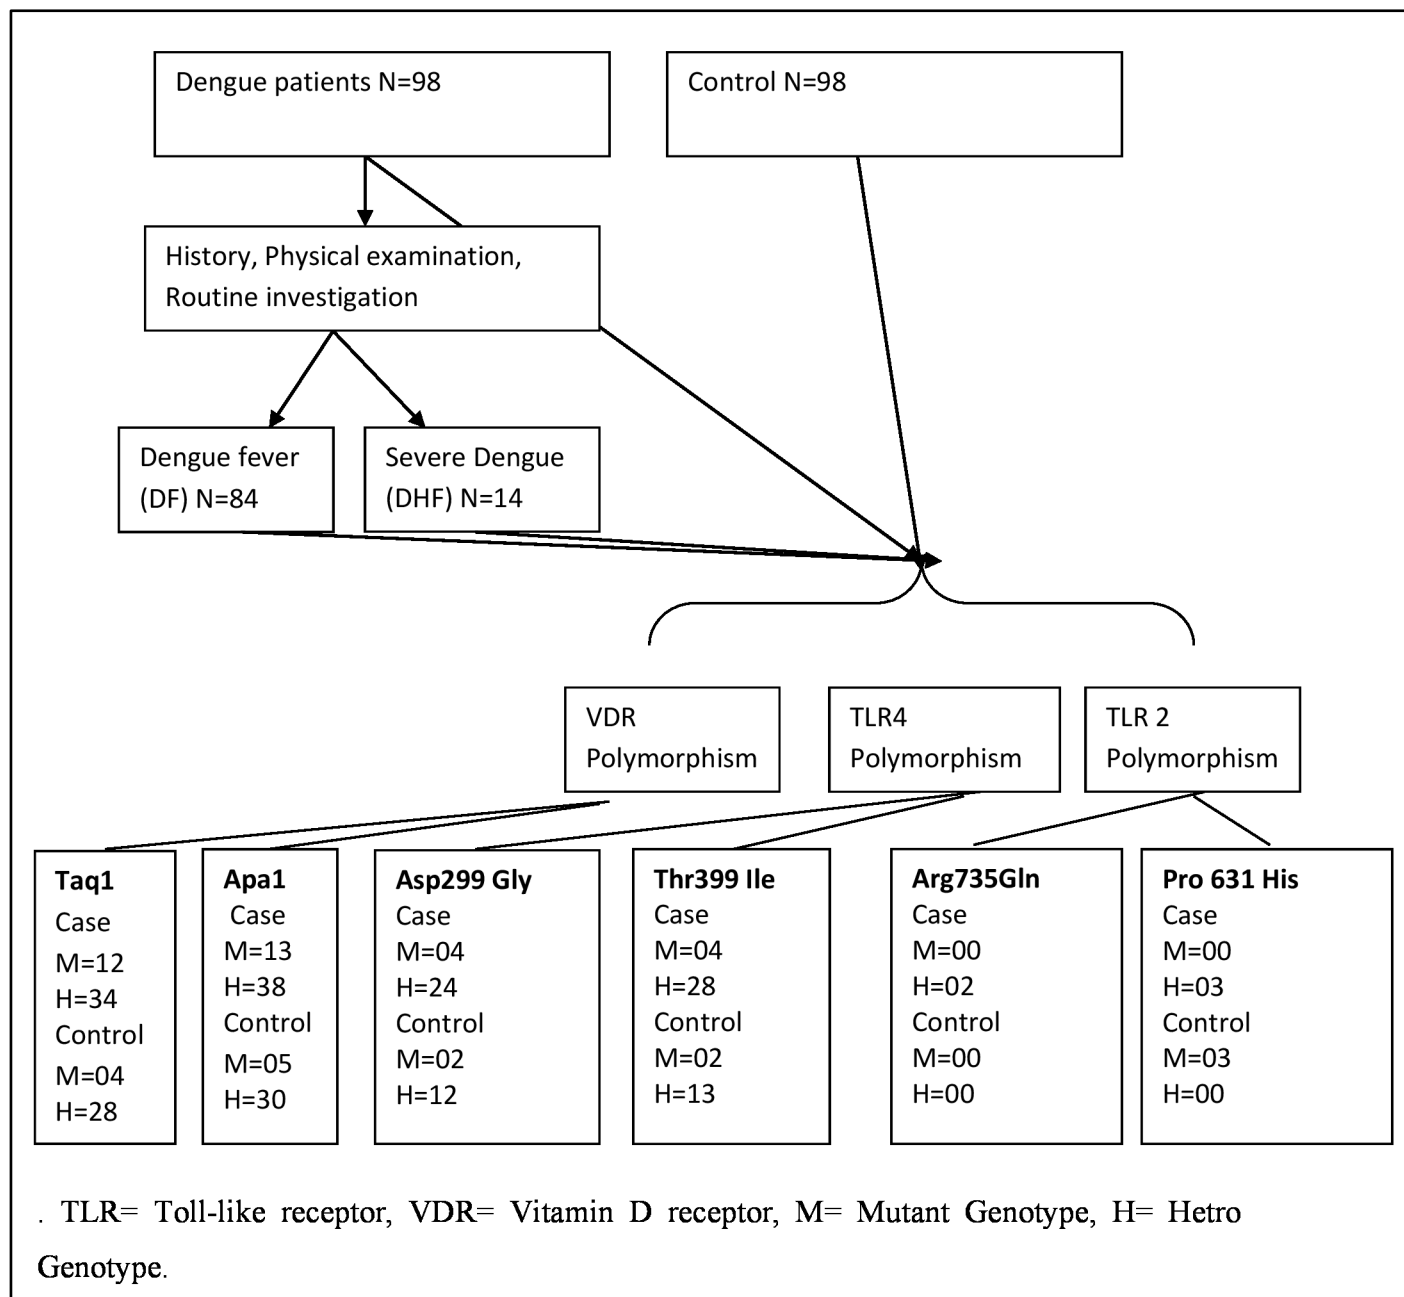 Dengue patients N=98
Control N=98
History, Physical examination,
Routine investigation
Dengue fever
(DF) N=84
Severe Dengue
(DHF) N=14
VDR
Polymorphism
TLR4
Polymorphism
TLR 2
Polymorphism
Taq1
Case
M=12
H=34
Control
M=04
H=28
Apa1
Case
M=13
H=38
Control
M=05
H=30
Asp299 Gly
Case
M=04
H=24
Control
M=02
H=12
Thr399 Ile
Case
M=04
H=28
Control
M=02
H=13
Arg735Gln
Case
M=00
H=02
Control
M=00
H=00
Pro 631 His
Case
M=00
H=03
Control
M=03
H=00
. TLR= Toll-like receptor, VDR= Vitamin D receptor, M= Mutant Genotype, H= Hetro
Genotype.